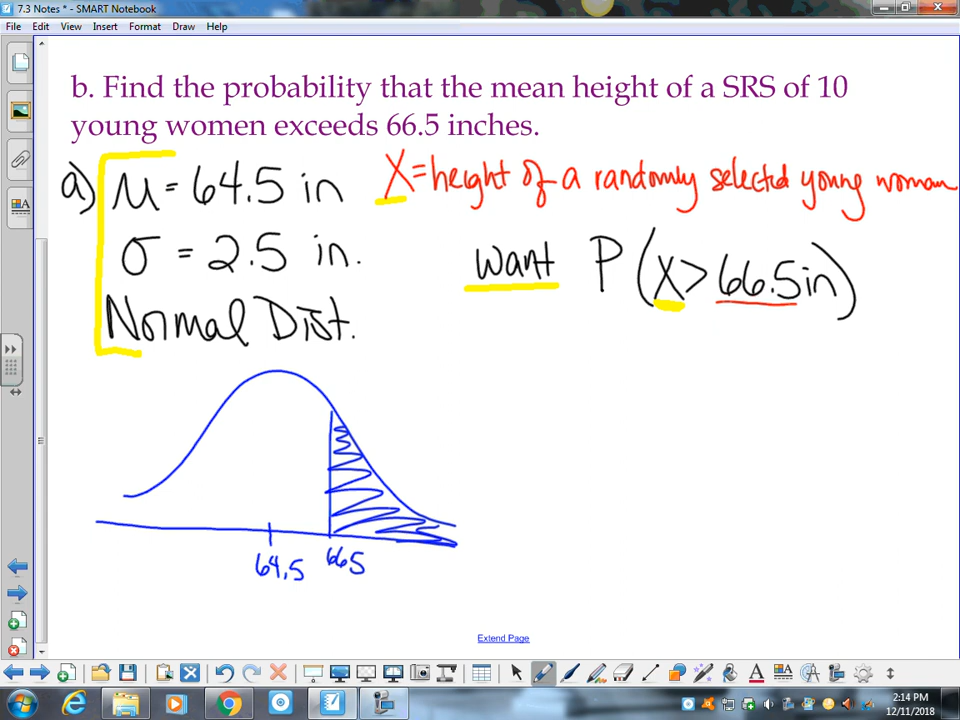 7.3 Notes * - SMART Notebook
File Edit View Insert Format Draw Help
b. Find the probability that the mean height of a SRS of 10
young women exceeds 66.5 inches.
a) μ = 64.5 in X = height of a randomly selected young woman
σ = 2.5 in. want P(X > 66.5in)
Normal Dist.
64.5 66.5
Extend Page
2:14 PM
12/11/2018